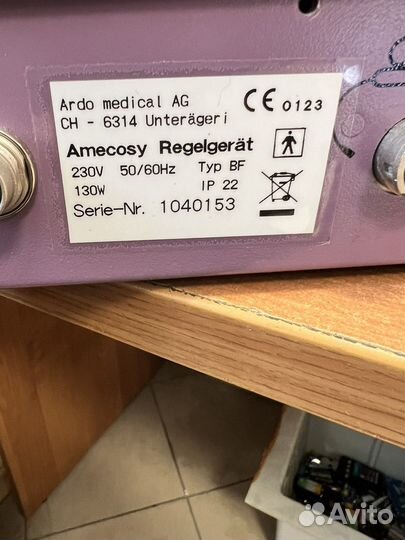 Ardo medical AG
CE 0123
CH - 6314 Unterägeri
Amecosy Regelgerät
230V 50/60Hz Typ BF
130W IP 22
Serie-Nr. 1040153
Avito